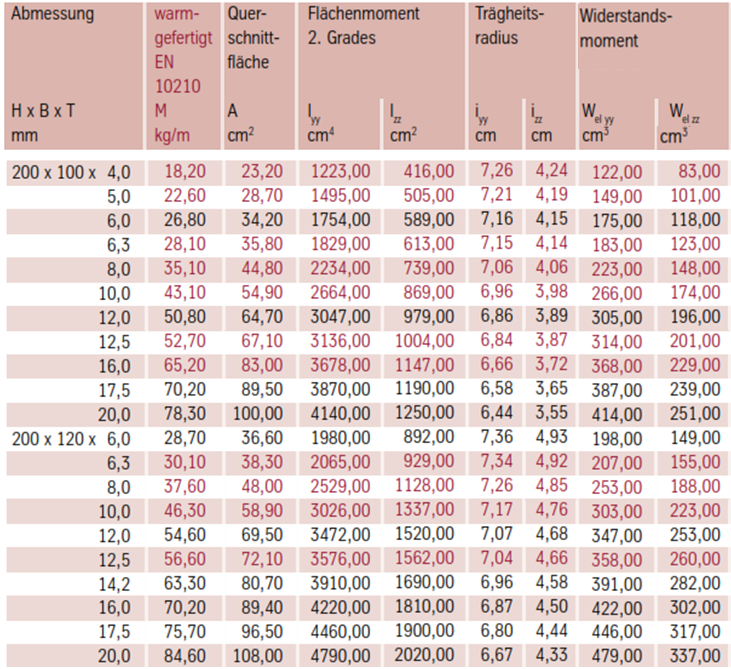 Abmessung warm- Quer- Flächenmoment Trägheits- Widerstands-
gefertigt schnitt- 2. Grades radius moment
EN fläche
10210
H x B x T M A Iyy Izz iyy izz Wel yy Wel zz
mm kg/m cm² cm⁴ cm² cm cm cm³ cm³
200 x 100 x 4,0 18,20 23,20 1223,00 416,00 7,26 4,24 122,00 83,00
5,0 22,60 28,70 1495,00 505,00 7,21 4,19 149,00 101,00
6,0 26,80 34,20 1754,00 589,00 7,16 4,15 175,00 118,00
6,3 28,10 35,80 1829,00 613,00 7,15 4,14 183,00 123,00
8,0 35,10 44,80 2234,00 739,00 7,06 4,06 223,00 148,00
10,0 43,10 54,90 2664,00 869,00 6,96 3,98 266,00 174,00
12,0 50,80 64,70 3047,00 979,00 6,86 3,89 305,00 196,00
12,5 52,70 67,10 3136,00 1004,00 6,84 3,87 314,00 201,00
16,0 65,20 83,00 3678,00 1147,00 6,66 3,72 368,00 229,00
17,5 70,20 89,50 3870,00 1190,00 6,58 3,65 387,00 239,00
20,0 78,30 100,00 4140,00 1250,00 6,44 3,55 414,00 251,00
200 x 120 x 6,0 28,70 36,60 1980,00 892,00 7,36 4,93 198,00 149,00
6,3 30,10 38,30 2065,00 929,00 7,34 4,92 207,00 155,00
8,0 37,60 48,00 2529,00 1128,00 7,26 4,85 253,00 188,00
10,0 46,30 58,90 3026,00 1337,00 7,17 4,76 303,00 223,00
12,0 54,60 69,50 3472,00 1520,00 7,07 4,68 347,00 253,00
12,5 56,60 72,10 3576,00 1562,00 7,04 4,66 358,00 260,00
14,2 63,30 80,70 3910,00 1690,00 6,96 4,58 391,00 282,00
16,0 70,20 89,40 4220,00 1810,00 6,87 4,50 422,00 302,00
17,5 75,70 96,50 4460,00 1900,00 6,80 4,44 446,00 317,00
20,0 84,60 108,00 4790,00 2020,00 6,67 4,33 479,00 337,00